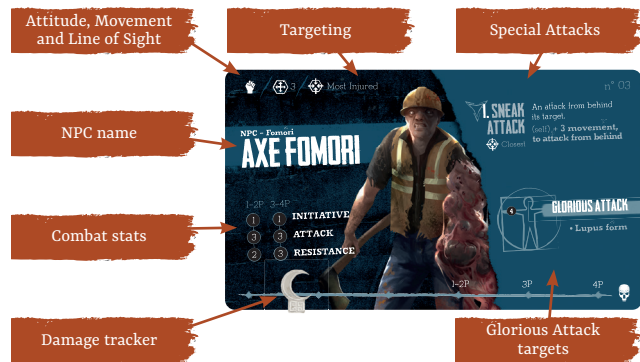 Attitude, Movement
and Line of Sight
Targeting
Special Attacks
3
Most Injured
n° 03
1. SNEAK
ATTACK
Closest
An attack from behind
its target.
(self) + 3 movement,
to attack from behind
NPC name
NPC – Fomori
AXE FOMORI
Combat stats
1-2P 3-4P
1 1 INITIATIVE
3 3 ATTACK
2 3 RESISTANCE
4
GLORIOUS ATTACK
• Lupus form
1-2P 3P 4P
Damage tracker
Glorious Attack
targets